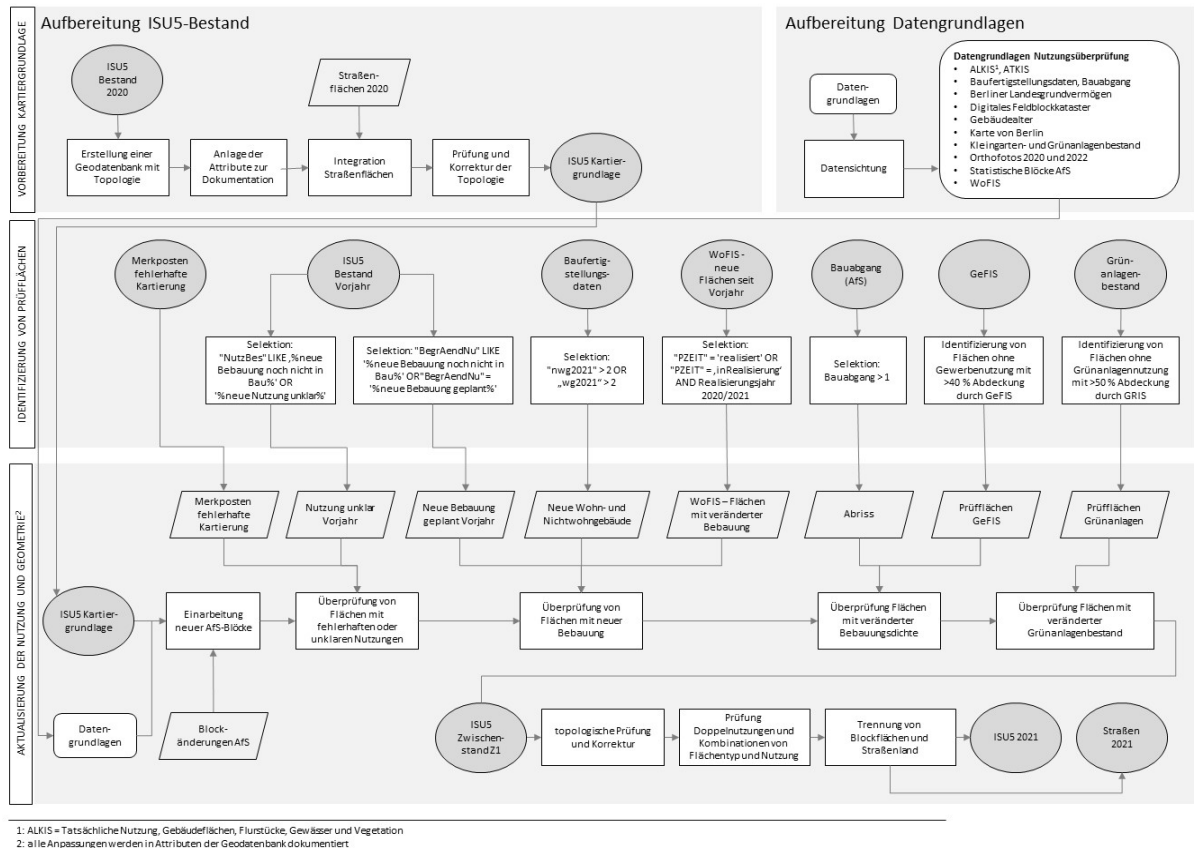 VORBEREITUNG KARTIERGRUNDLAGE
Aufbereitung ISU5-Bestand
ISU5
Bestand
2020
Straßen-
flächen 2020
Erstellung einer
Geodatenbank mit
Topologie
Anlage der
Attribute zur
Dokumentation
Integration
Straßenflächen
Prüfung und
Korrektur der
Topologie
ISU5 Kartier-
grundlage
Aufbereitung Datengrundlagen
Daten-
grundlagen
Datensichtung
Datengrundlagen Nutzungsüberprüfung
• ALKIS¹, ATKIS
• Baufertigstellungsdaten, Bauabgang
• Berliner Landesgrundvermögen
• Digitales Feldblockkataster
• Gebäudealter
• Karte von Berlin
• Kleingarten- und Grünanlagenbestand
• Orthofotos 2020 und 2022
• Statistische Blöcke AfS
• WoFIS
IDENTIFIZIERUNG VON PRÜFFLÄCHEN
Merkposten
fehlerhafte
Kartierung
ISU5
Bestand
Vorjahr
Baufertig-
stellungs-
daten
WoFIS -
neue
Flächen seit
Vorjahr
Bauabgang
(AfS)
GeFIS
Grün-
anlagen-
bestand
Selektion:
"NutzBes" LIKE ‚%neue
Bebauung noch nicht in
Bau%' OR
'%neue Nutzung unklar%'
Selektion: "BegrAendNu" LIKE
'%neue Bebauung noch nicht in
Bau%' OR "BegrAendNu" =
'%neue Bebauung geplant%'
Selektion:
"nwg2021" > 2 OR
„wg2021" > 2
Selektion:
"PZEIT" = 'realisiert' OR
"PZEIT" = ‚in Realisierung'
AND Realisierungsjahr
2020/2021
Selektion:
Bauabgang > 1
Identifizierung von
Flächen ohne
Gewerbenutzung mit
>40 % Abdeckung
durch GeFIS
Identifizierung von
Flächen ohne
Grünanlagennutzung
mit >50 % Abdeckung
durch GRIS
AKTUALISIERUNG DER NUTZUNG UND GEOMETRIE²
Merkposten
fehlerhafte
Kartierung
Nutzung unklar
Vorjahr
Neue Bebauung
geplant Vorjahr
Neue Wohn- und
Nichtwohngebäude
WoFIS – Flächen
mit veränderter
Bebauung
Abriss
Prüfflächen
GeFIS
Prüfflächen
Grünanlagen
ISU5 Kartier-
grundlage
Einarbeitung
neuer AfS-Blöcke
Überprüfung von
Flächen mit
fehlerhaften oder
unklaren Nutzungen
Überprüfung von
Flächen mit neuer
Bebauung
Überprüfung Flächen
mit veränderter
Bebauungsdichte
Überprüfung Flächen mit
veränderter
Grünanlagenbestand
Daten-
grundlagen
Block-
änderungen AfS
ISU5
Zwischen-
stand Z1
topologische Prüfung
und Korrektur
Prüfung
Doppelnutzungen und
Kombinationen von
Flächentyp und Nutzung
Trennung von
Blockflächen und
Straßenland
ISU5 2021
Straßen
2021
1: ALKIS = Tatsächliche Nutzung, Gebäudeflächen, Flurstücke, Gewässer und Vegetation
2: alle Anpassungen werden in Attributen der Geodatenbank dokumentiert